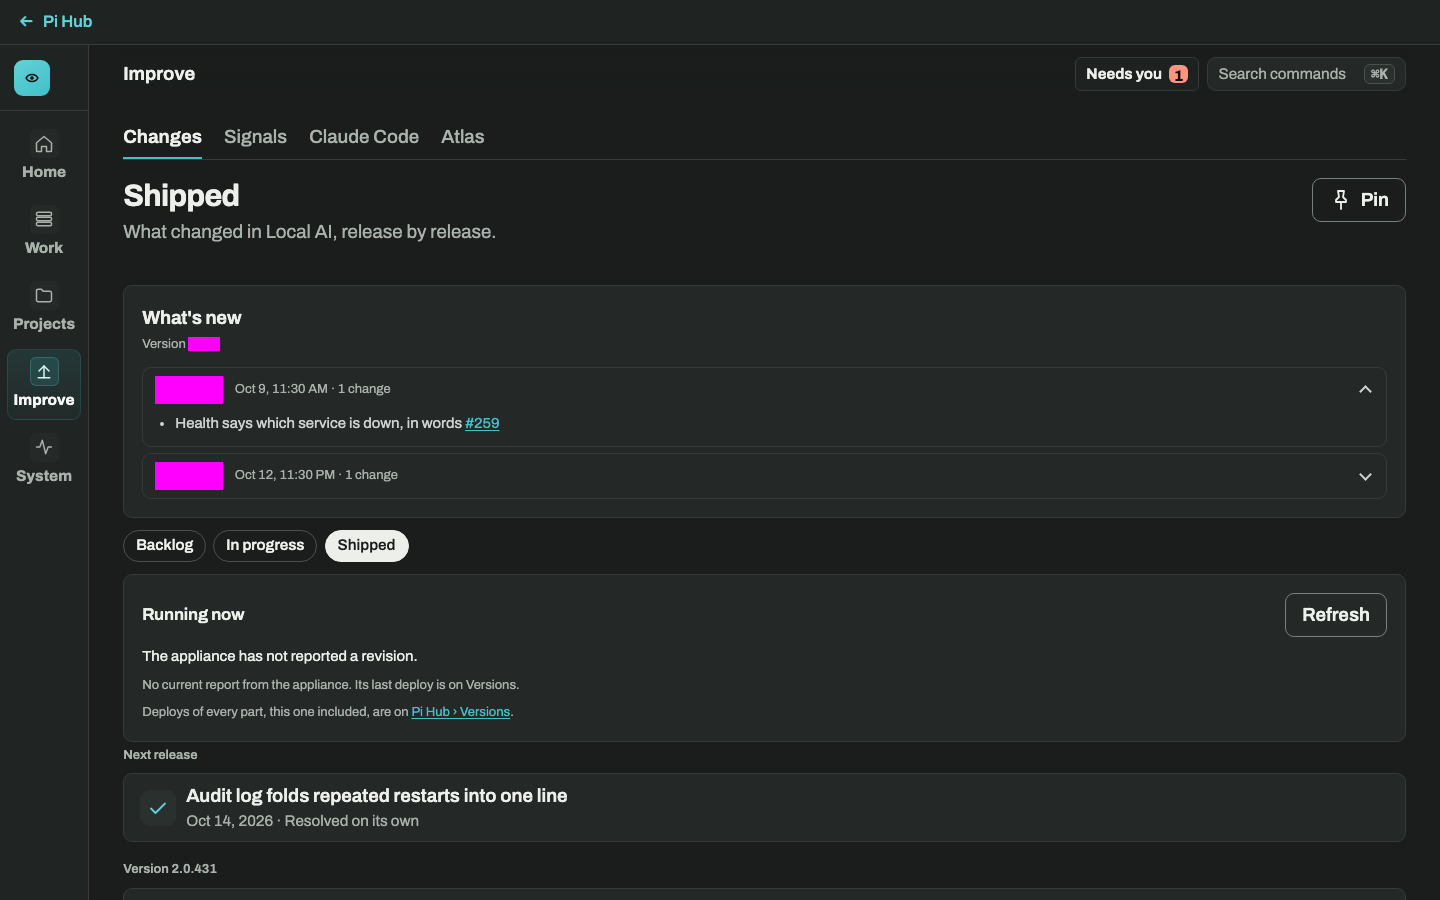 ← Pi Hub
Improve
Needs you 1
Search commands ⌘K
Home
Work
Projects
Improve
System
Changes Signals Claude Code Atlas
Shipped
Pin
What changed in Local AI, release by release.
What's new
Version
Oct 9, 11:30 AM · 1 change
• Health says which service is down, in words #259
Oct 12, 11:30 PM · 1 change
Backlog In progress Shipped
Running now
Refresh
The appliance has not reported a revision.
No current report from the appliance. Its last deploy is on Versions.
Deploys of every part, this one included, are on Pi Hub › Versions.
Next release
Audit log folds repeated restarts into one line
Oct 14, 2026 · Resolved on its own
Version 2.0.431